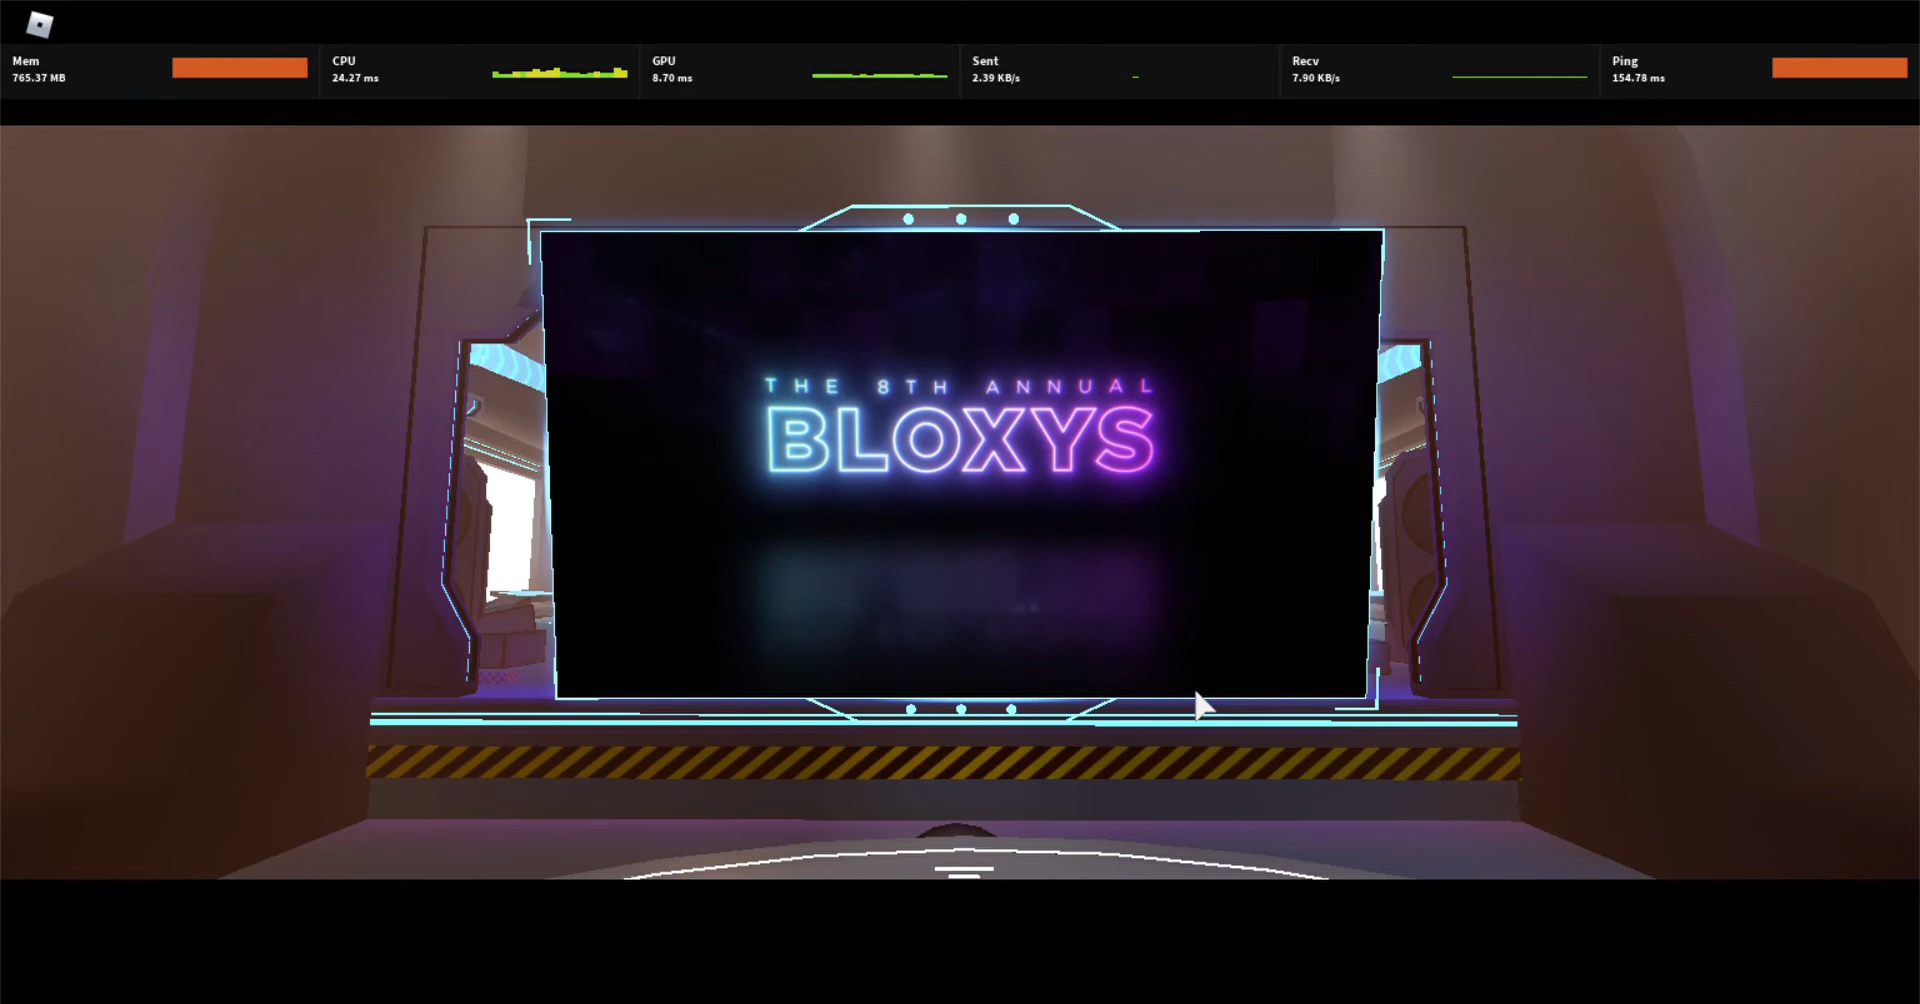 Mem
765.37 MB
CPU
24.27 ms
GPU
8.70 ms
Sent
2.39 KB/s
Recv
7.90 KB/s
Ping
154.78 ms
THE 8TH ANNUAL
BLOXYS